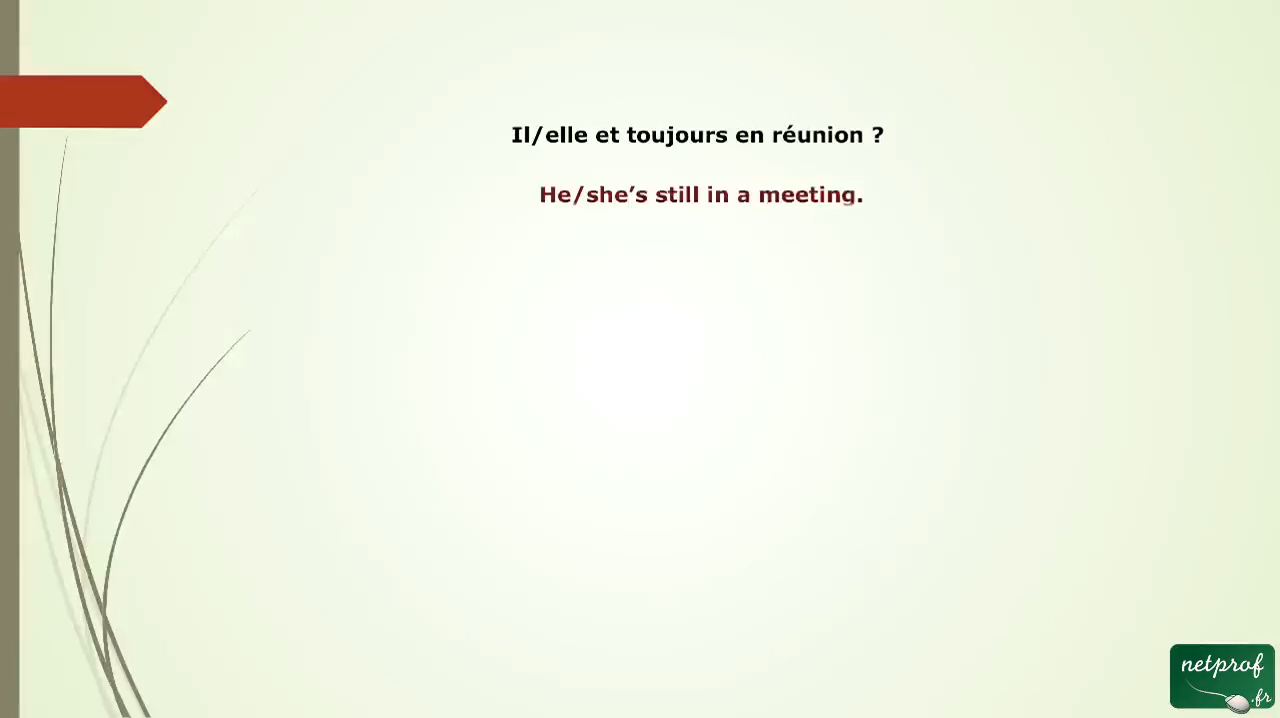 Il/elle et toujours en réunion ?
He/she’s still in a meeting.
netprof
.fr